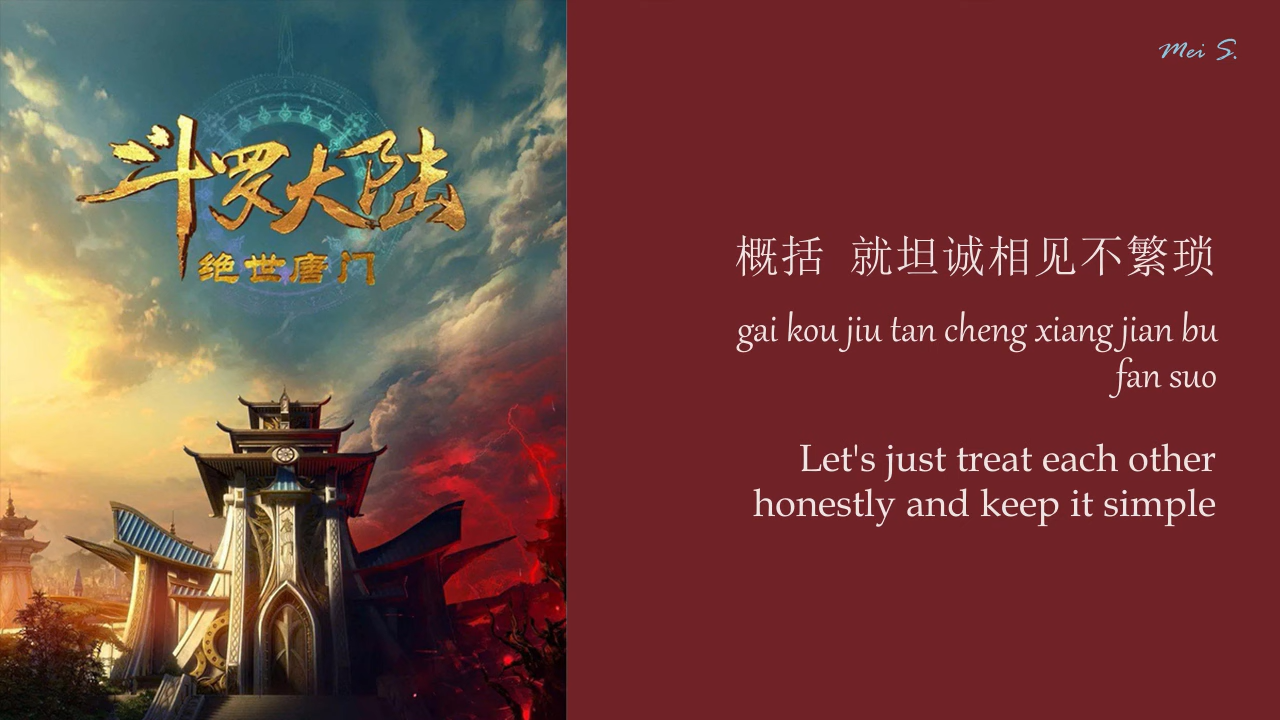 斗罗大陆
绝世唐门
Mei S.
概括 就坦诚相见不繁琐
gai kou jiu tan cheng xiang jian bu
fan suo
Let's just treat each other
honestly and keep it simple